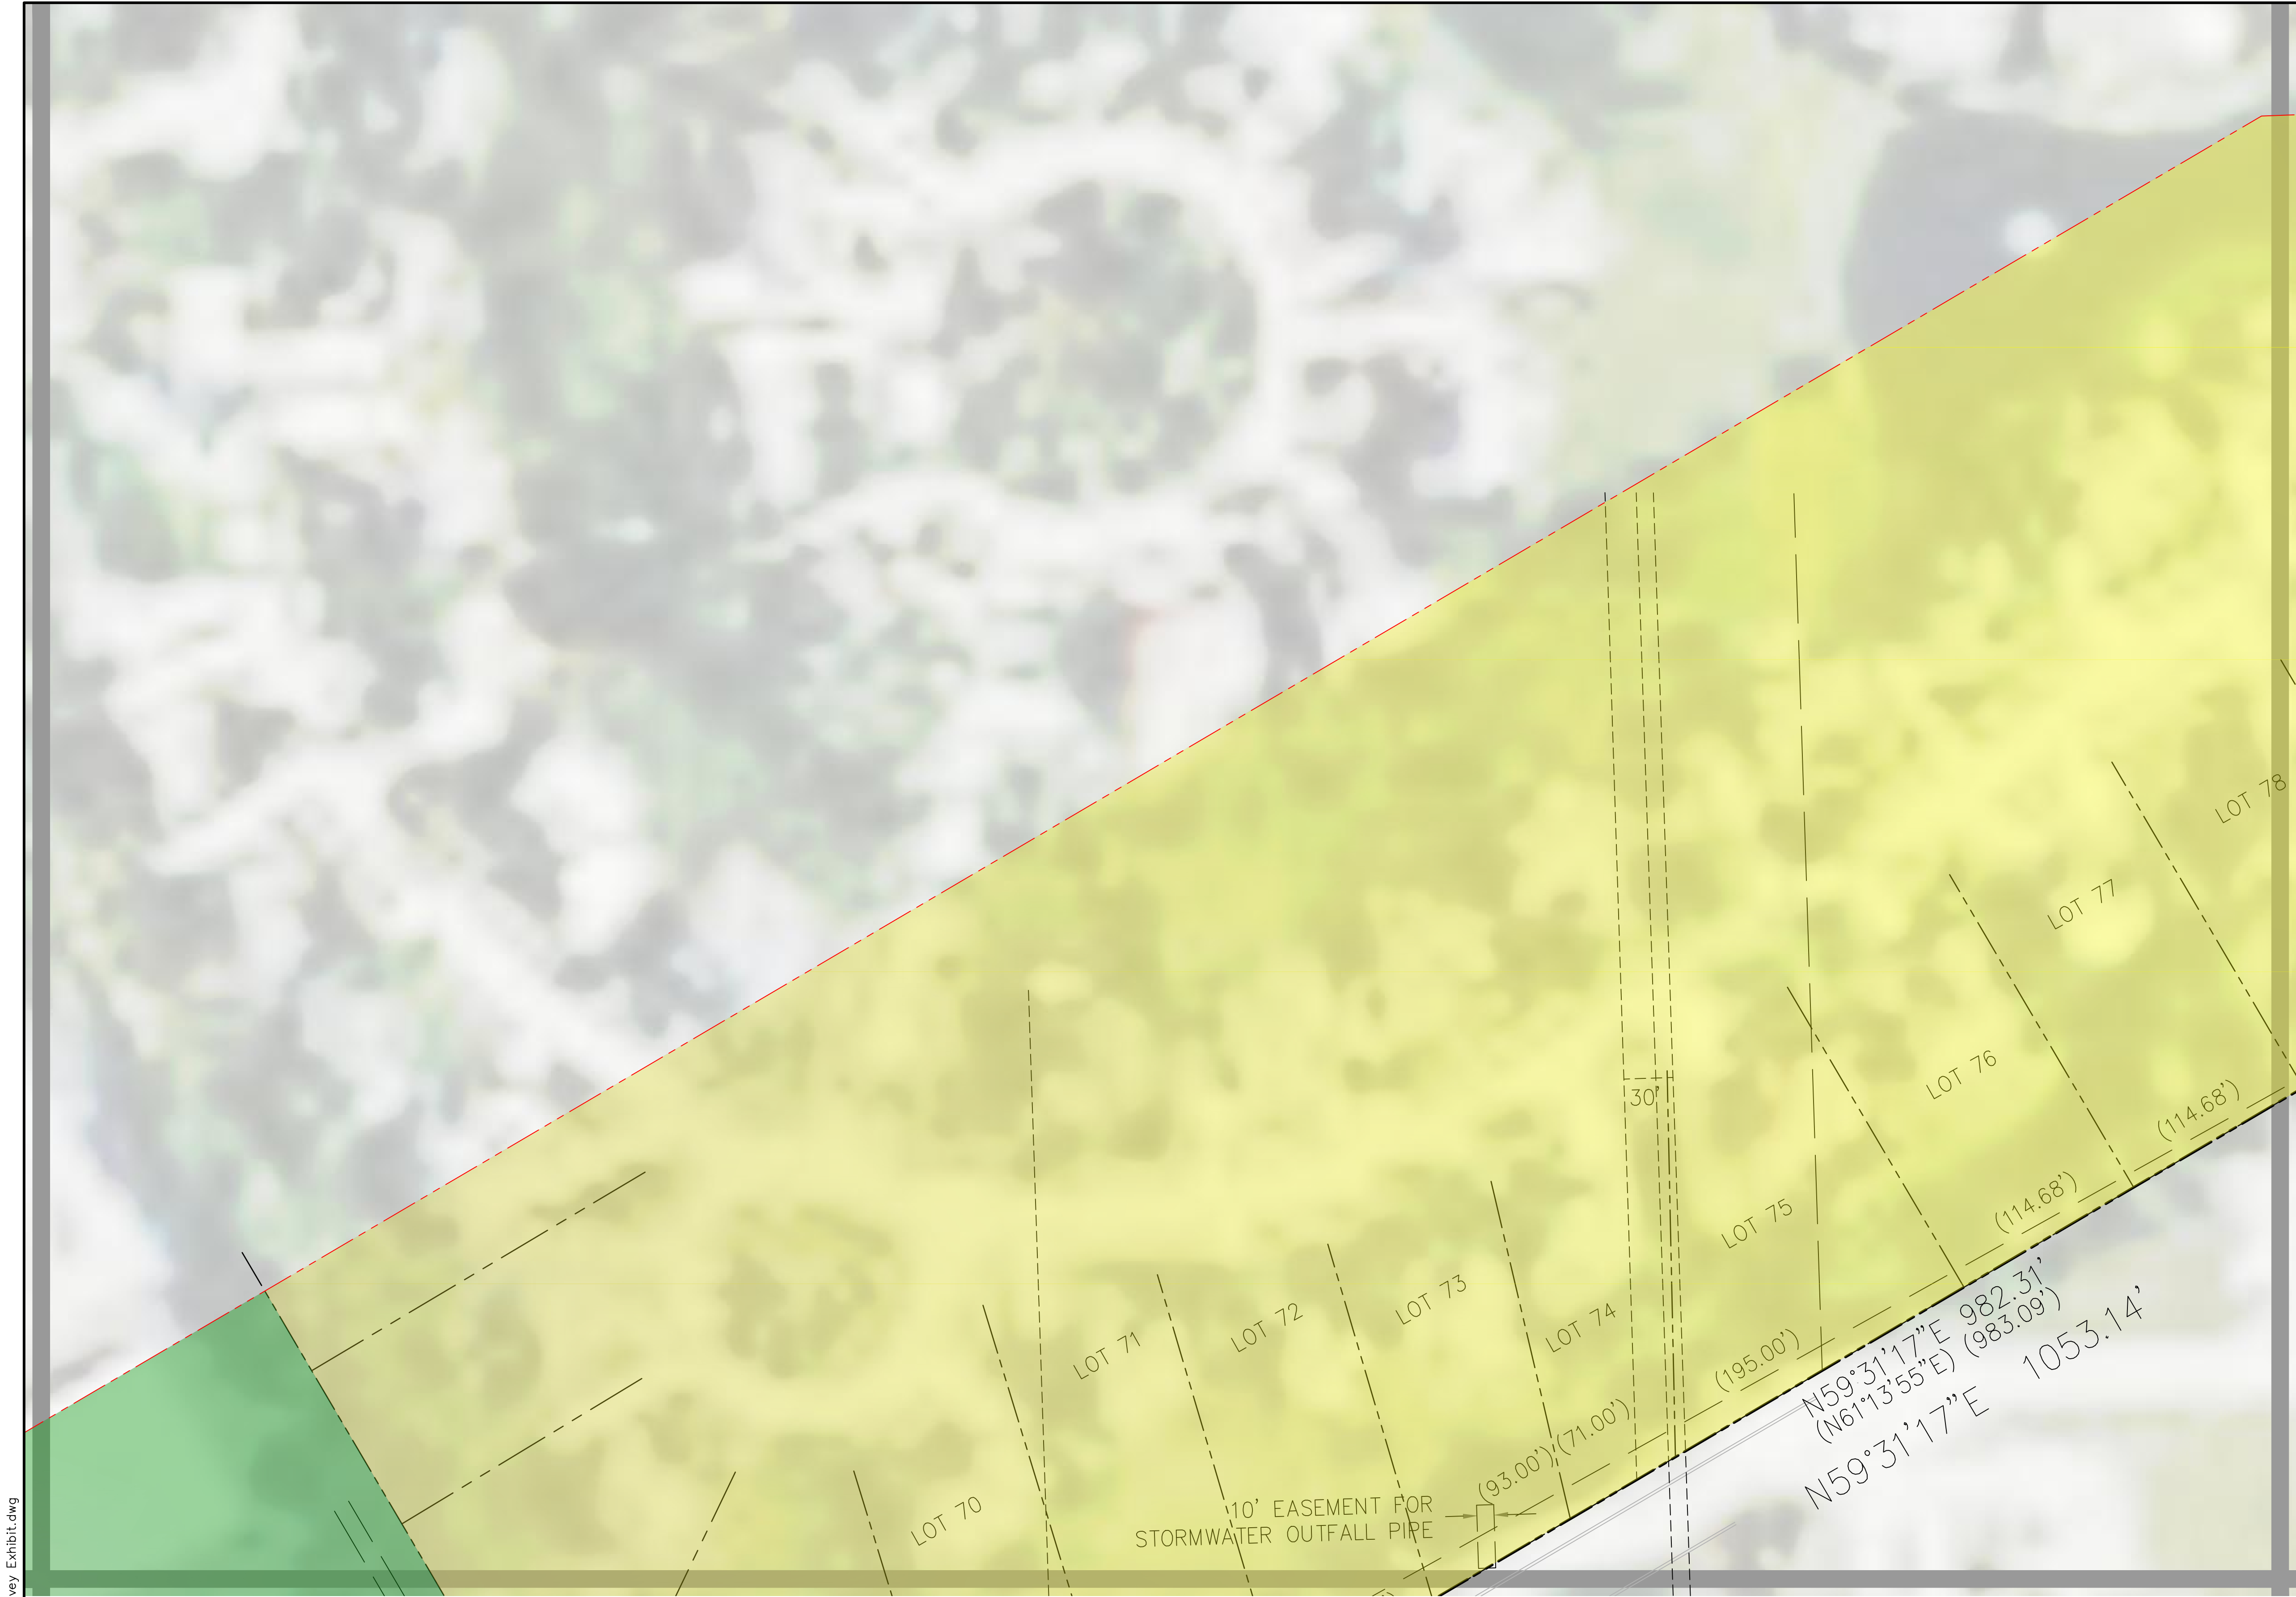 LOT 78
LOT 77
LOT 76
(114.68')
30'
(114.68')
LOT 75
LOT 74
LOT 73
LOT 72
LOT 71
LOT 70
(195.00')
(71.00')
(93.00')
N59°31'17"E 982.31'
(N61°13'55"E) (983.09')
N59°31'17"E 1053.14'
10' EASEMENT FOR
STORMWATER OUTFALL PIPE
vey Exhibit.dwg